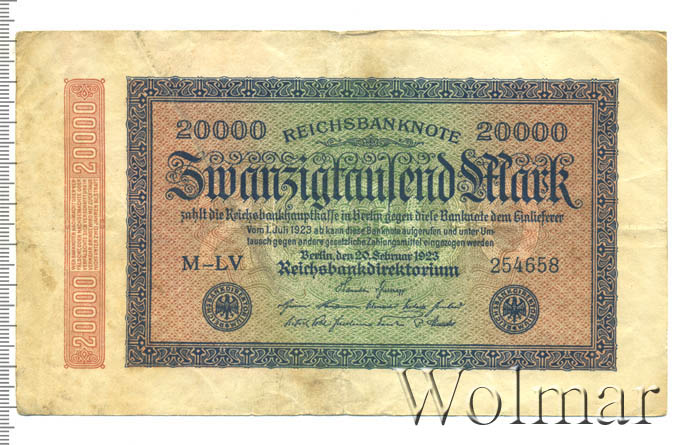 20000 REICHSBANKNOTE 20000
Zwanzigtausend Mark
zahlt die Reichsbankhauptkasse in Berlin gegen diese Banknote dem Einlieferer
Vom 1. Juli 1923 ab kann diese Banknote aufgerufen und unter Um-
tausch gegen andere gesetzliche Zahlungsmittel eingezogen werden
Berlin, den 20. Februar 1923
M-LV Reichsbankdirektorium 254658
20000
20000
Wolmar